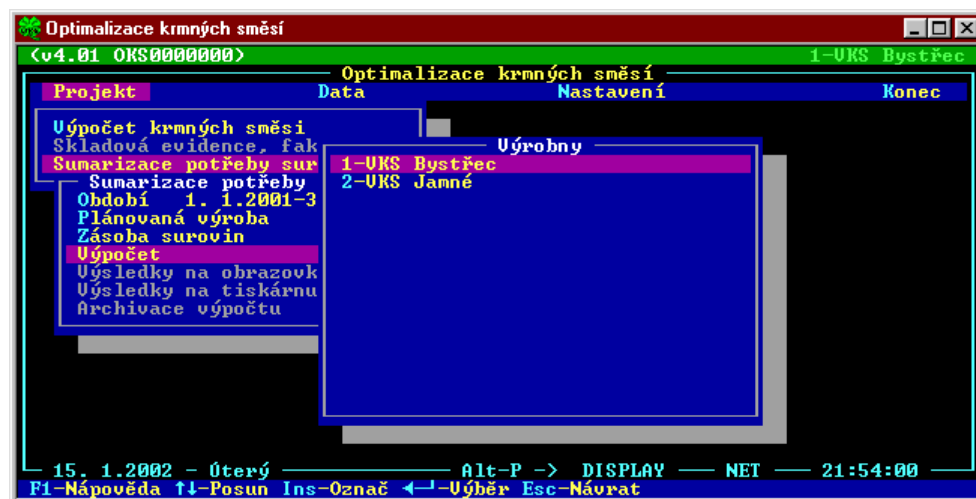 Optimalizace krmných směsí
(v4.01 OKS0000000) 1-VKS Bystřec
Optimalizace krmných směsí
Projekt Data Nastavení Konec
Výpočet krmných směsi
Skladová evidence, fak
Sumarizace potřeby sur
Sumarizace potřeby
Období 1. 1.2001-3
Plánovaná výroba
Zásoba surovin
Výpočet
Výsledky na obrazovk
Výsledky na tiskárnu
Archivace výpočtu
Výrobny
1-VKS Bystřec
2-VKS Jamné
15. 1.2002 - Úterý Alt-P -> DISPLAY NET 21:54:00
F1-Nápověda ↑↓-Posun Ins-Označ ◄─┘-Výběr Esc-Návrat